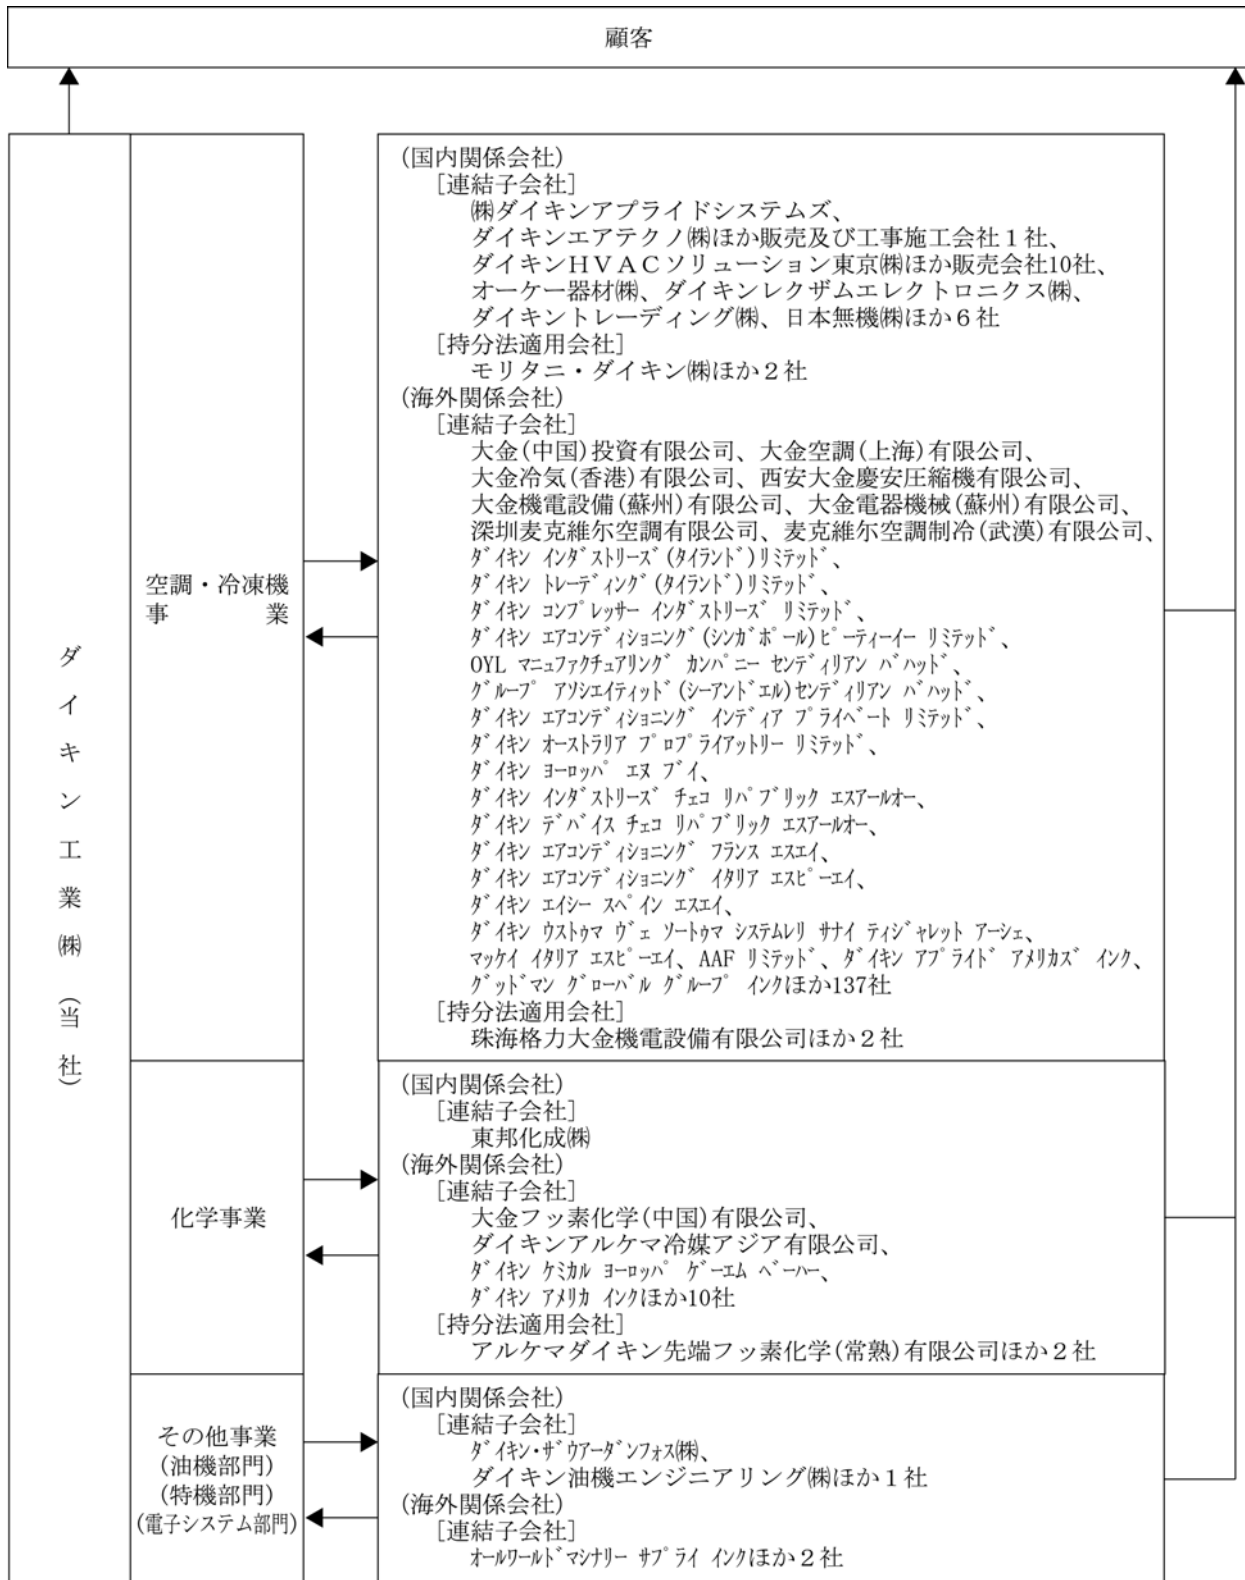 顧客
ダイキン工業㈱（当社）
空調・冷凍機
事業
(国内関係会社)
[連結子会社]
㈱ダイキンアプライドシステムズ、
ダイキンエアテクノ㈱ほか販売及び工事施工会社１社、
ダイキンＨＶＡＣソリューション東京㈱ほか販売会社10社、
オーケー器材㈱、ダイキンレクザムエレクトロニクス㈱、
ダイキントレーディング㈱、日本無機㈱ほか６社
[持分法適用会社]
モリタニ・ダイキン㈱ほか２社
(海外関係会社)
[連結子会社]
大金(中国)投資有限公司、大金空調(上海)有限公司、
大金冷気(香港)有限公司、西安大金慶安圧縮機有限公司、
大金機電設備(蘇州)有限公司、大金電器機械(蘇州)有限公司、
深圳麦克維尔空調有限公司、麦克維尔空調制冷(武漢)有限公司、
ﾀﾞｲｷﾝ ｲﾝﾀﾞｽﾄﾘｰｽﾞ(ﾀｲﾗﾝﾄﾞ)ﾘﾐﾃｯﾄﾞ、
ﾀﾞｲｷﾝ ﾄﾚｰﾃﾞｨﾝｸﾞ(ﾀｲﾗﾝﾄﾞ)ﾘﾐﾃｯﾄﾞ、
ﾀﾞｲｷﾝ ｺﾝﾌﾟﾚｯｻｰ ｲﾝﾀﾞｽﾄﾘｰｽﾞ ﾘﾐﾃｯﾄﾞ、
ﾀﾞｲｷﾝ ｴｱｺﾝﾃﾞｨｼｮﾆﾝｸﾞ(ｼﾝｶﾞﾎﾟｰﾙ)ﾋﾟｰﾃｨｰｲｰ ﾘﾐﾃｯﾄﾞ、
OYL ﾏﾆｭﾌｧｸﾁｭｱﾘﾝｸﾞ ｶﾝﾊﾟﾆｰ ｾﾝﾃﾞｨﾘｱﾝ ﾊﾞﾊｯﾄﾞ、
ｸﾞﾙｰﾌﾟ ｱｿｼｴｲﾃｨｯﾄﾞ(ｼｰｱﾝﾄﾞｴﾙ)ｾﾝﾃﾞｨﾘｱﾝ ﾊﾞﾊｯﾄﾞ、
ﾀﾞｲｷﾝ ｴｱｺﾝﾃﾞｨｼｮﾆﾝｸﾞ ｲﾝﾃﾞｨｱ ﾌﾟﾗｲﾍﾞｰﾄ ﾘﾐﾃｯﾄﾞ、
ﾀﾞｲｷﾝ ｵｰｽﾄﾗﾘｱ ﾌﾟﾛﾌﾟﾗｲｱｯﾄﾘｰ ﾘﾐﾃｯﾄﾞ、
ﾀﾞｲｷﾝ ﾖｰﾛｯﾊﾟ ｴﾇ ﾌﾞｲ、
ﾀﾞｲｷﾝ ｲﾝﾀﾞｽﾄﾘｰｽﾞ ﾁｪｺ ﾘﾊﾟﾌﾞﾘｯｸ ｴｽｱｰﾙｵｰ、
ﾀﾞｲｷﾝ ﾃﾞﾊﾞｲｽ ﾁｪｺ ﾘﾊﾟﾌﾞﾘｯｸ ｴｽｱｰﾙｵｰ、
ﾀﾞｲｷﾝ ｴｱｺﾝﾃﾞｨｼｮﾆﾝｸﾞ ﾌﾗﾝｽ ｴｽｴｲ、
ﾀﾞｲｷﾝ ｴｱｺﾝﾃﾞｨｼｮﾆﾝｸﾞ ｲﾀﾘｱ ｴｽﾋﾟｰｴｲ、
ﾀﾞｲｷﾝ ｴｲｼｰ ｽﾍﾟｲﾝ ｴｽｴｲ、
ﾀﾞｲｷﾝ ｳｽﾄｩﾏ ｳﾞｪ ｿｰﾄｩﾏ ｼｽﾃﾑﾚﾘ ｻﾅｲ ﾃｨｼﾞｬﾚｯﾄ ｱｰｼｪ、
ﾏｯｹｲ ｲﾀﾘｱ ｴｽﾋﾟｰｴｲ、AAF ﾘﾐﾃｯﾄﾞ、ﾀﾞｲｷﾝ ｱﾌﾟﾗｲﾄﾞ ｱﾒﾘｶｽﾞ ｲﾝｸ、
ｸﾞｯﾄﾞﾏﾝ ｸﾞﾛｰﾊﾞﾙ ｸﾞﾙｰﾌﾟ ｲﾝｸほか137社
[持分法適用会社]
珠海格力大金機電設備有限公司ほか２社
化学事業
(国内関係会社)
[連結子会社]
東邦化成㈱
(海外関係会社)
[連結子会社]
大金フッ素化学(中国)有限公司、
ダイキンアルケマ冷媒アジア有限公司、
ﾀﾞｲｷﾝ ｹﾐｶﾙ ﾖｰﾛｯﾊﾟ ｹﾞｰｴﾑ ﾍﾞｰﾊｰ、
ﾀﾞｲｷﾝ ｱﾒﾘｶ ｲﾝｸほか10社
[持分法適用会社]
アルケマダイキン先端フッ素化学(常熟)有限公司ほか２社
その他事業
(油機部門)
(特機部門)
(電子システム部門)
(国内関係会社)
[連結子会社]
ﾀﾞｲｷﾝ･ｻﾞｳｱｰﾀﾞﾝﾌｫｽ㈱、
ダイキン油機エンジニアリング㈱ほか１社
(海外関係会社)
[連結子会社]
ｵｰﾙﾜｰﾙﾄﾞﾏｼﾅﾘｰ ｻﾌﾟﾗｲ ｲﾝｸほか２社